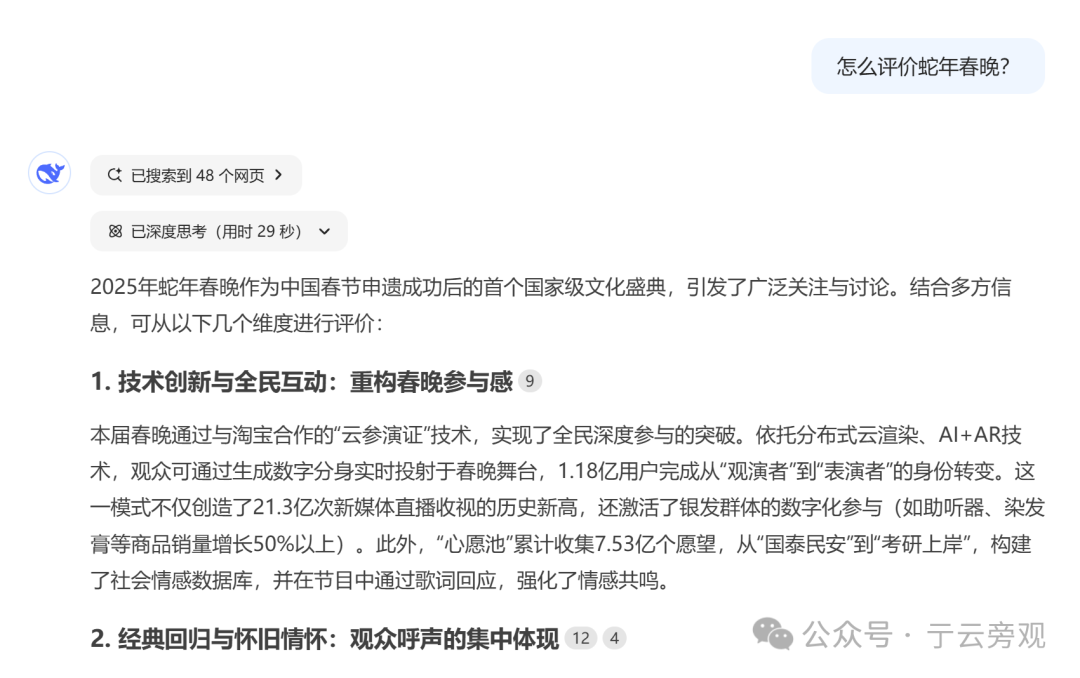 怎么评价蛇年春晚？
已搜索到 48 个网页
已深度思考（用时 29 秒）
2025年蛇年春晚作为中国春节申遗成功后的首个国家级文化盛典，引发了广泛关注与讨论。结合多方信
息，可从以下几个维度进行评价：
1. 技术创新与全民互动：重构春晚参与感 9
本届春晚通过与淘宝合作的“云参演证”技术，实现了全民深度参与的突破。依托分布式云渲染、AI+AR技
术，观众可通过生成数字分身实时投射于春晚舞台，1.18亿用户完成从“观演者”到“表演者”的身份转变。这
一模式不仅创造了21.3亿次新媒体直播收视的历史新高，还激活了银发群体的数字化参与（如助听器、染发
膏等商品销量增长50%以上）。此外，“心愿池”累计收集7.53亿个愿望，从“国泰民安”到“考研上岸”，构建
了社会情感数据库，并在节目中通过歌词回应，强化了情感共鸣。
2. 经典回归与怀旧情怀：观众呼声的集中体现 12 4
公众号 · 亍云旁观